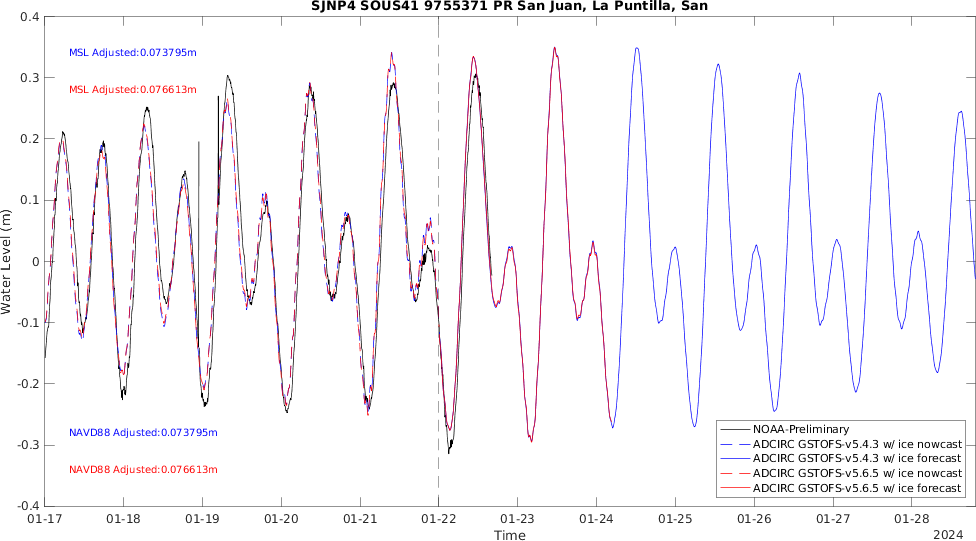 SJNP4 SOUS41 9755371 PR San Juan, La Puntilla, San
0.4
0.3
0.2
0.1
0
-0.1
-0.2
-0.3
-0.4
Water Level (m)
MSL Adjusted:0.073795m
MSL Adjusted:0.076613m
NAVD88 Adjusted:0.073795m
NAVD88 Adjusted:0.076613m
NOAA-Preliminary
ADCIRC GSTOFS-v5.4.3 w/ ice nowcast
ADCIRC GSTOFS-v5.4.3 w/ ice forecast
ADCIRC GSTOFS-v5.6.5 w/ ice nowcast
ADCIRC GSTOFS-v5.6.5 w/ ice forecast
01-17 01-18 01-19 01-20 01-21 01-22 01-23 01-24 01-25 01-26 01-27 01-28
Time
2024